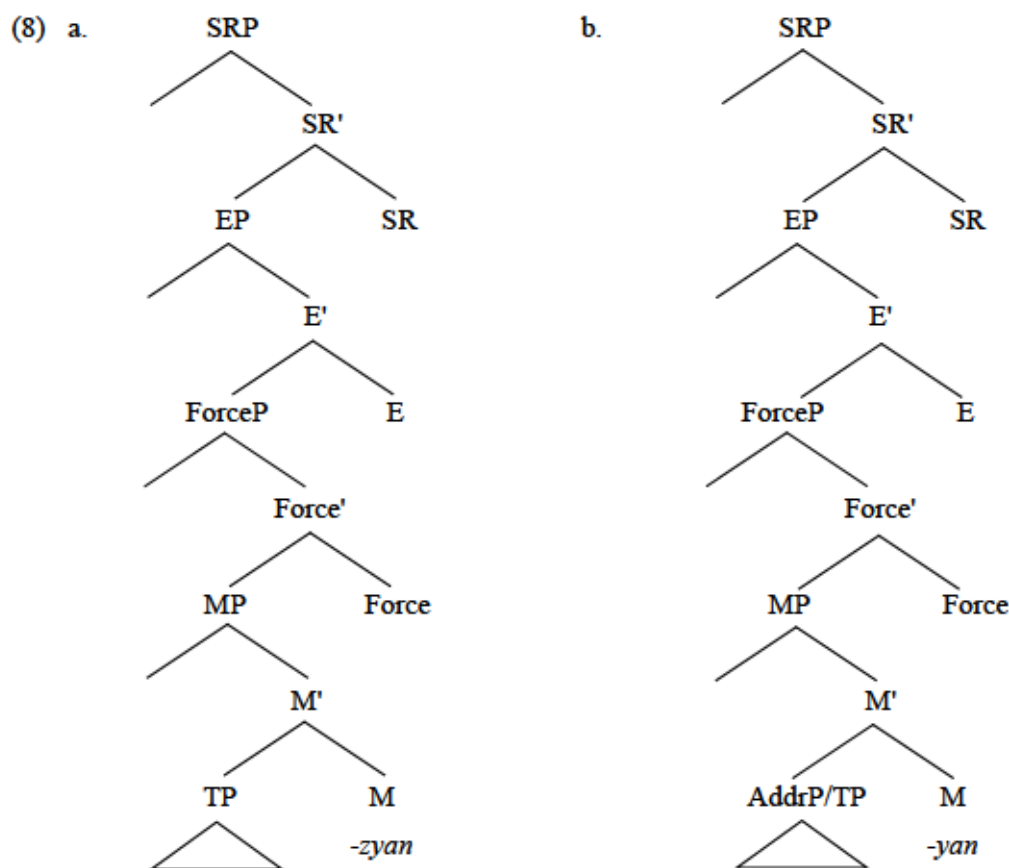 (8) a. SRP b. SRP
SR' SR'
EP SR EP SR
E' E'
ForceP E ForceP E
Force' Force'
MP Force MP Force
M' M'
TP M AddrP/TP M
-zyan -yan